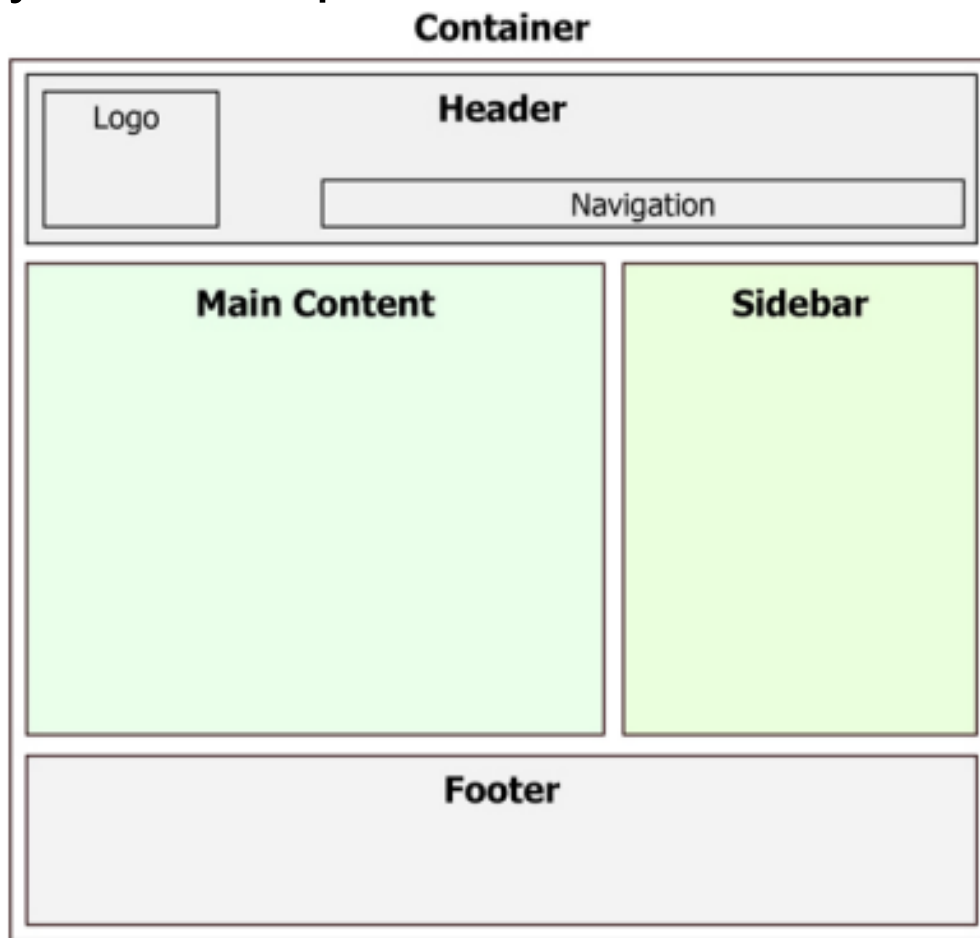 Container
Header
Logo
Navigation
Main Content
Sidebar
Footer